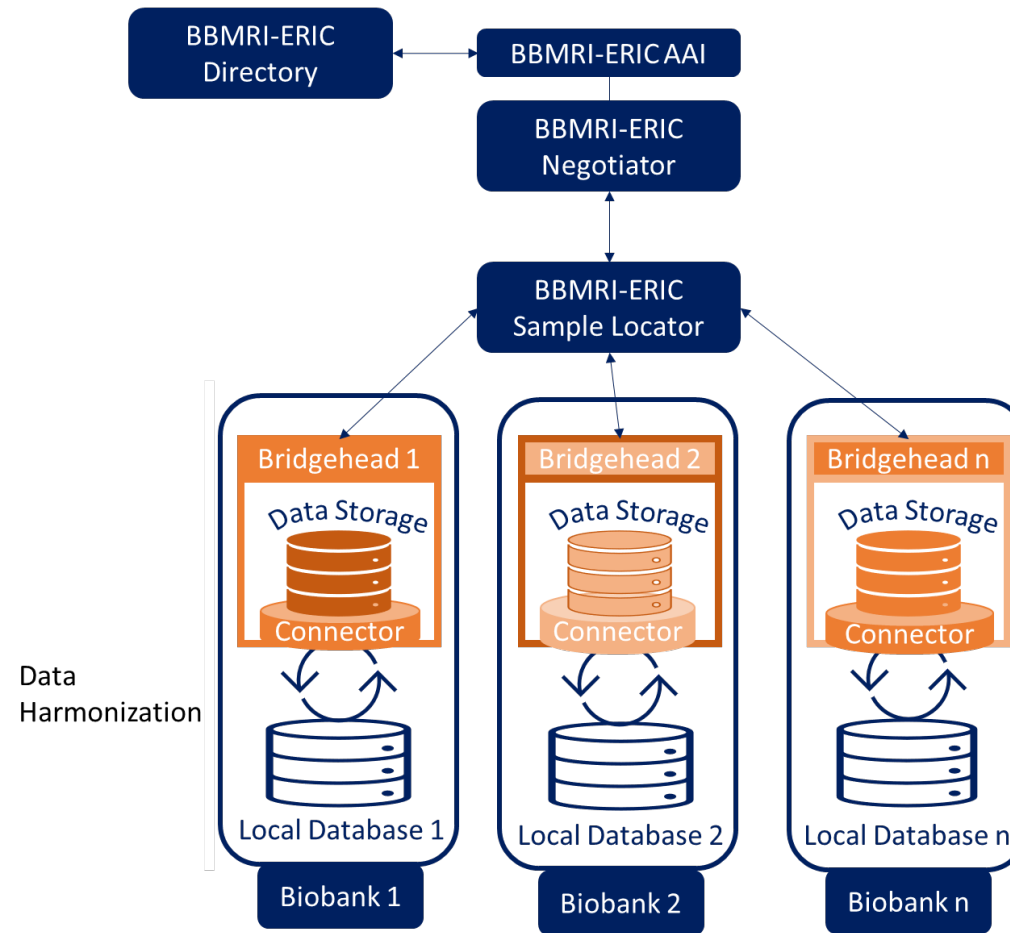 BBMRI-ERIC
Directory
BBMRI-ERIC AAI
BBMRI-ERIC
Negotiator
BBMRI-ERIC
Sample Locator
Bridgehead 1
Bridgehead 2
Bridgehead n
Data Storage
Data Storage
Data Storage
Connector
Connector
Connector
Data
Harmonization
Local Database 1
Local Database 2
Local Database n
Biobank 1
Biobank 2
Biobank n